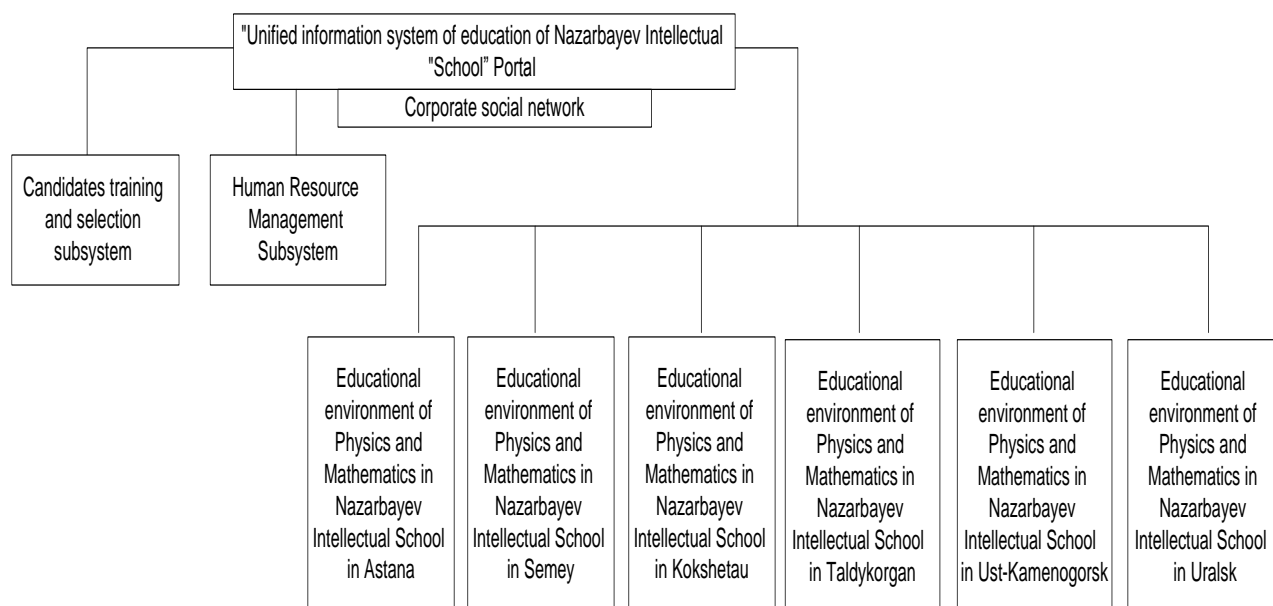 "Unified information system of education of Nazarbayev Intellectual
"School” Portal
Corporate social network
Candidates training
and selection
subsystem
Human Resource
Management
Subsystem
Educational
environment of
Physics and
Mathematics in
Nazarbayev
Intellectual School
in Astana
Educational
environment of
Physics and
Mathematics in
Nazarbayev
Intellectual School
in Semey
Educational
environment of
Physics and
Mathematics in
Nazarbayev
Intellectual School
in Kokshetau
Educational
environment of
Physics and
Mathematics in
Nazarbayev
Intellectual School
in Taldykorgan
Educational
environment of
Physics and
Mathematics in
Nazarbayev
Intellectual School
in Ust-Kamenogorsk
Educational
environment of
Physics and
Mathematics in
Nazarbayev
Intellectual School
in Uralsk